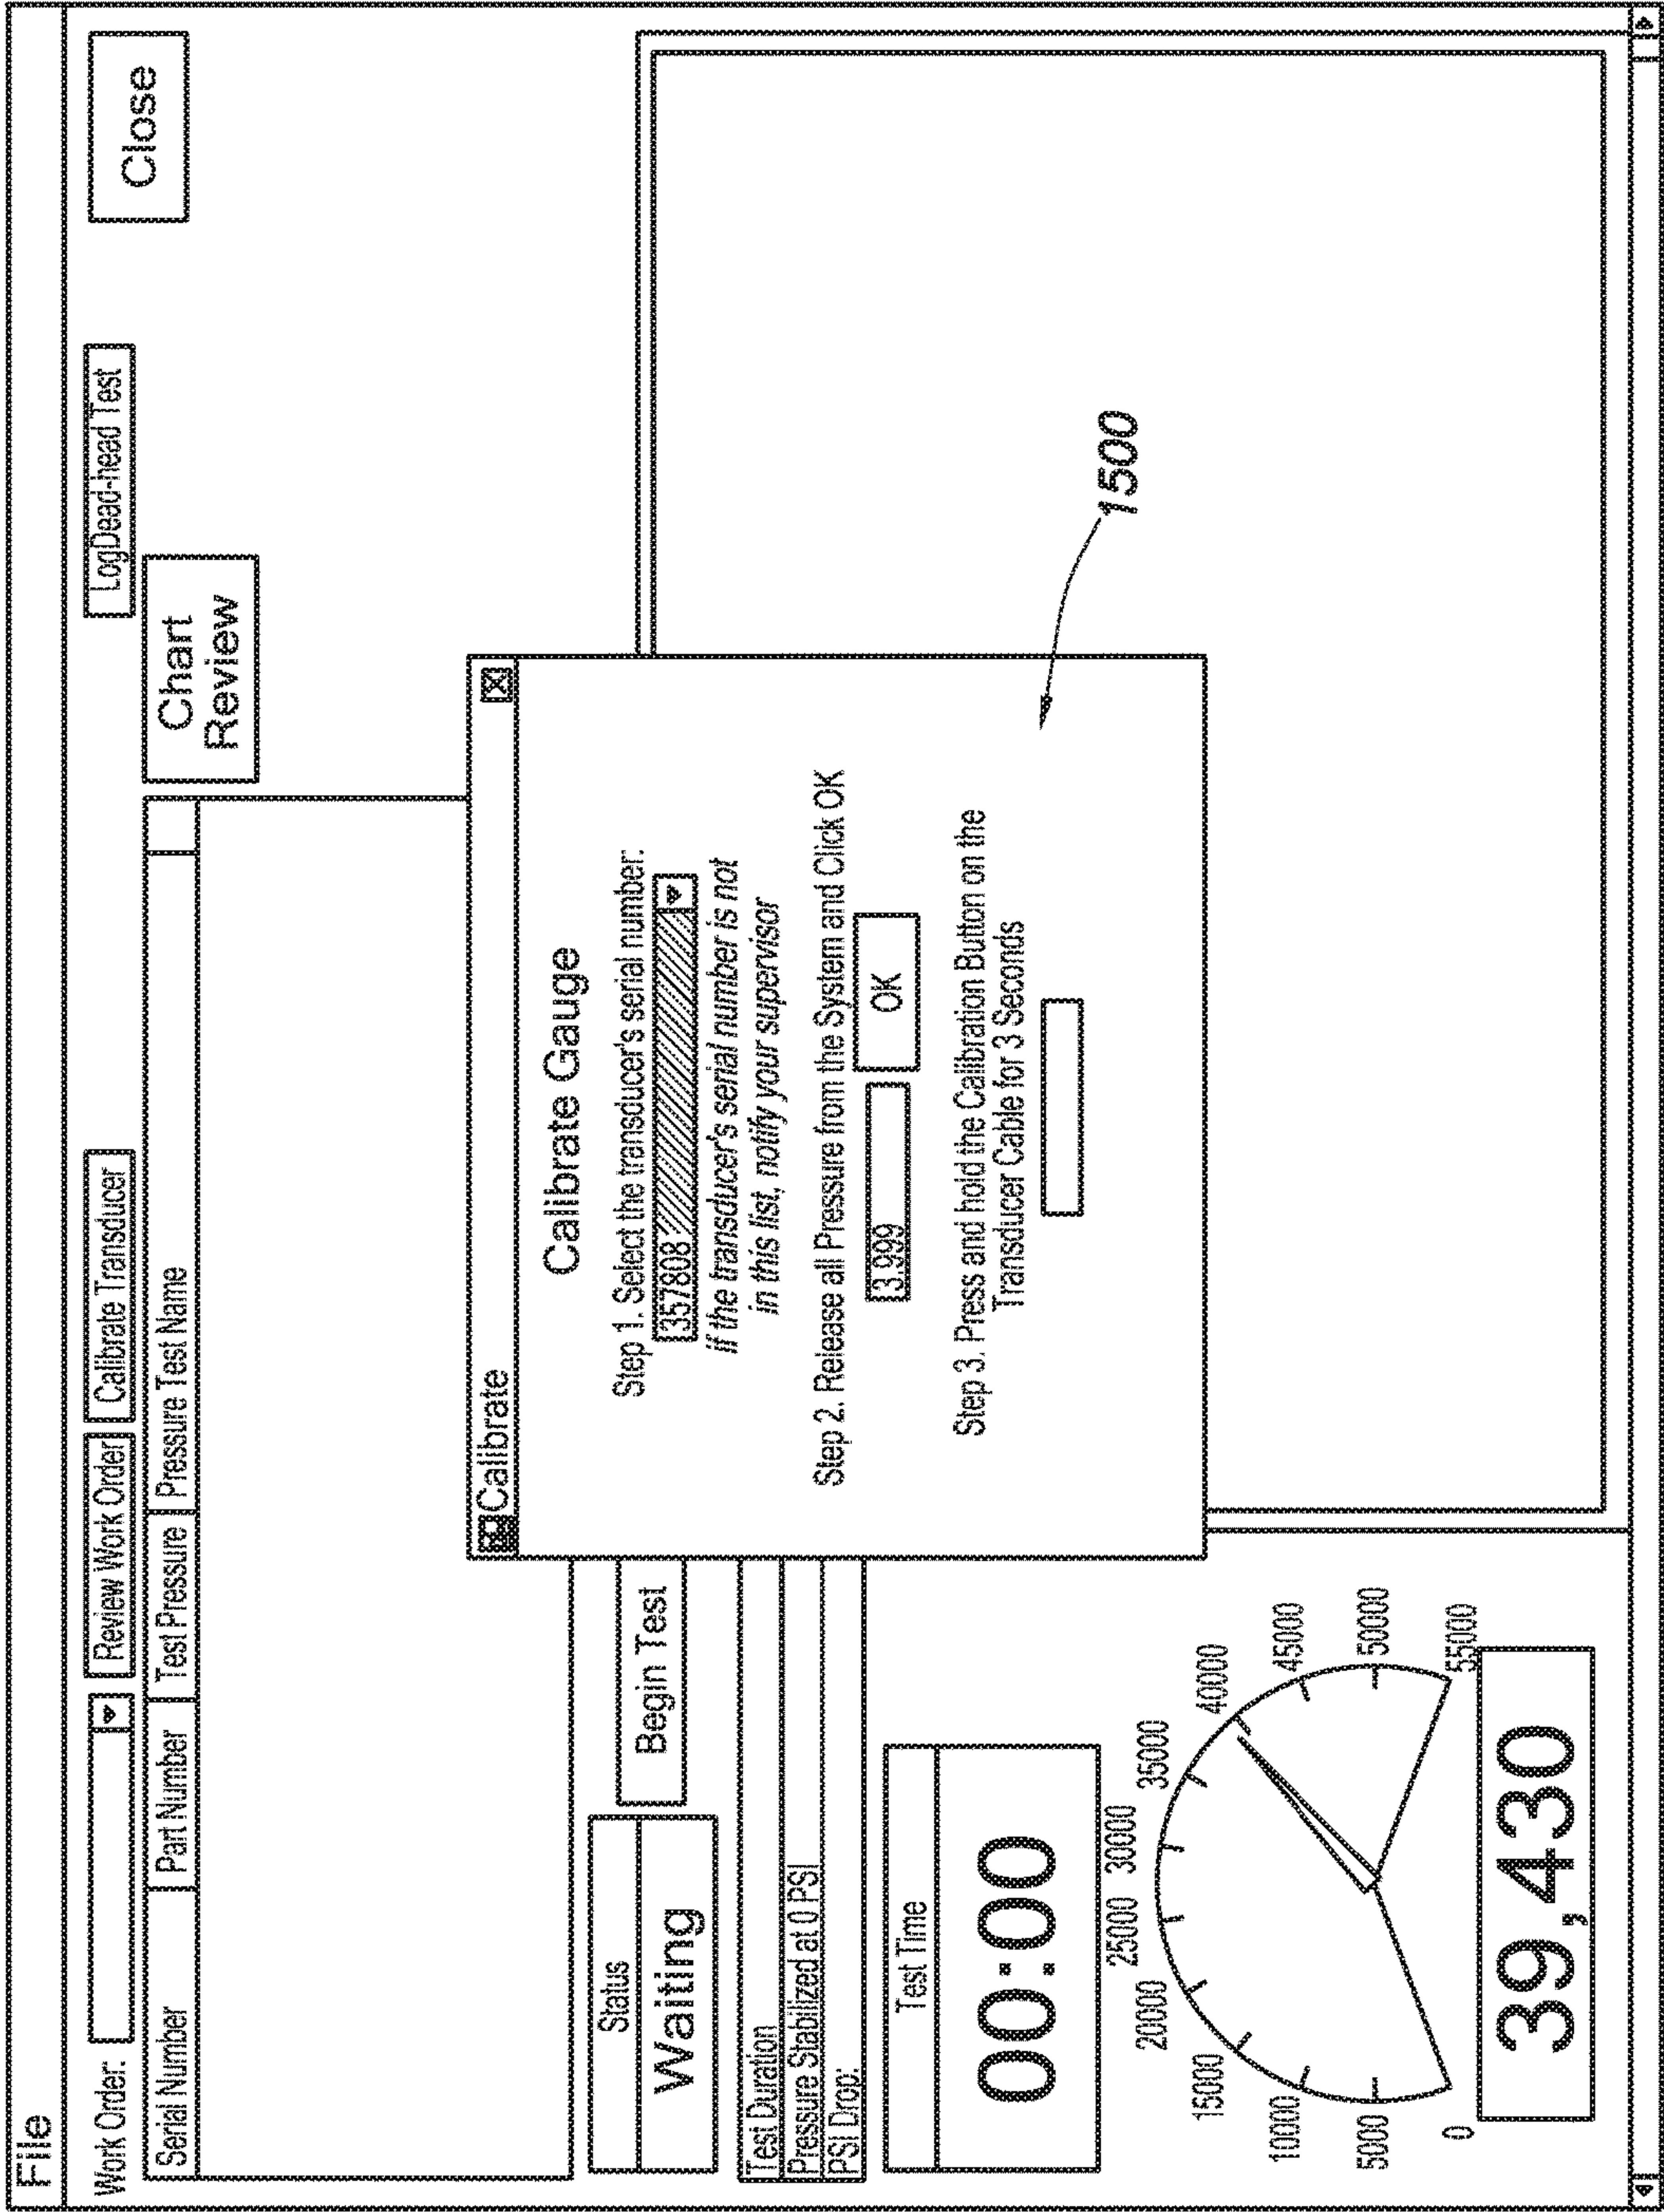 File
Work Order:
Review Work Order
Calibrate Transducer
LogDead-head Test
Close
Serial Number
Part Number
Test Pressure
Pressure Test Name
Chart
Review
Status
Waiting
Begin Test
Test Duration
Pressure Stabilized at 0 PSI
PSI Drop:
Test Time
00:00
0
5000
10000
15000
20000
25000
30000
35000
40000
45000
50000
55000
39,430
Calibrate
Calibrate Gauge
Step 1. Select the transducer's serial number:
357808
if the transducer's serial number is not
in this list, notify your supervisor
Step 2. Release all Pressure from the System and Click OK
3.999
OK
Step 3. Press and hold the Calibration Button on the
Transducer Cable for 3 Seconds
1500